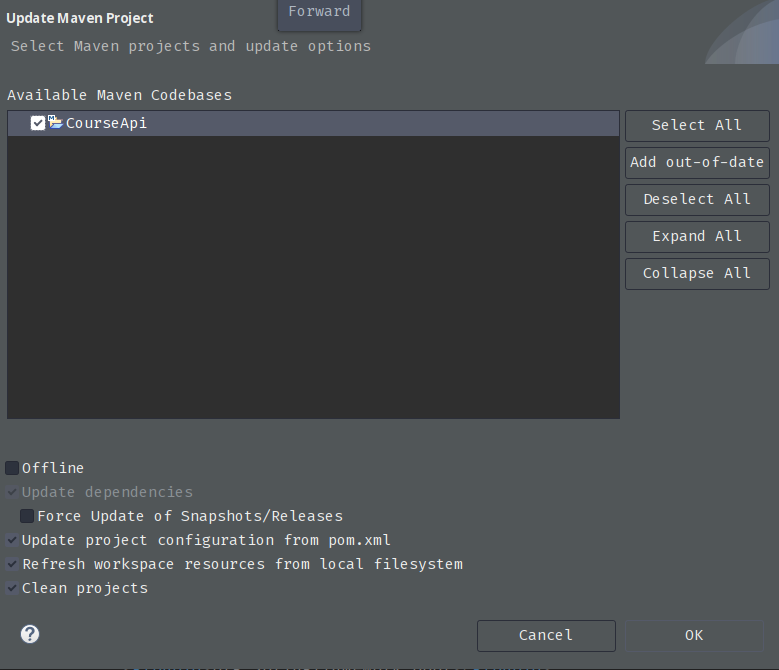 Forward
Update Maven Project
Select Maven projects and update options
Available Maven Codebases
CourseApi
Select All
Add out-of-date
Deselect All
Expand All
Collapse All
Offline
Update dependencies
Force Update of Snapshots/Releases
Update project configuration from pom.xml
Refresh workspace resources from local filesystem
Clean projects
?
Cancel
OK